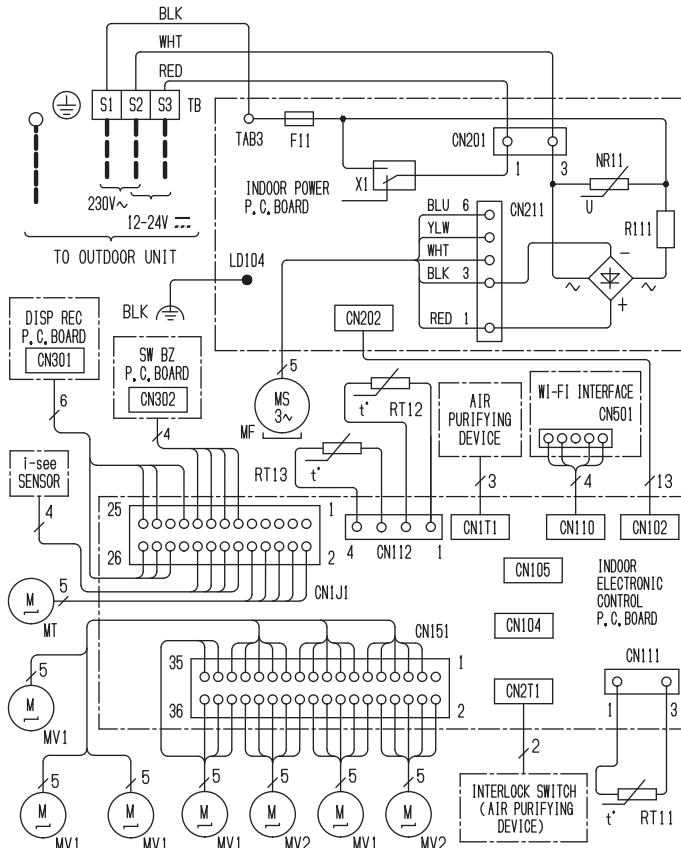 BLK
WHT
RED
S1 S2 S3 TB
TAB3
F11
CN201
1 3
NR11
U
X1
INDOOR POWER
P.C.BOARD
R111
230V~
12-24V ⎓
TO OUTDOOR UNIT
BLU 6
CN211
YLW
WHT
BLK 3
RED 1
−
~ ~
+
LD104
BLK
DISP REC
P.C.BOARD
CN301
SW BZ
P.C.BOARD
CN302
CN202
6
4
5
MS
3~
MF
t°
RT12
RT13
t°
AIR
PURIFYING
DEVICE
WI-FI INTERFACE
CN501
i-see
SENSOR
4
3
4
13
25 1
26 2
CN1J1
4 CN112 1
CN1T1
CN110
CN102
CN105
INDOOR
ELECTRONIC
CONTROL
P.C.BOARD
M
5
MT
CN104
CN151
35 1
36 2
CN111
1 3
CN2T1
M
5
MV1
2
INTERLOCK SWITCH
(AIR PURIFYING
DEVICE)
t°
RT11
5 5 5 5 5 5
M M M M M M
MV1 MV1 MV1 MV2 MV1 MV2